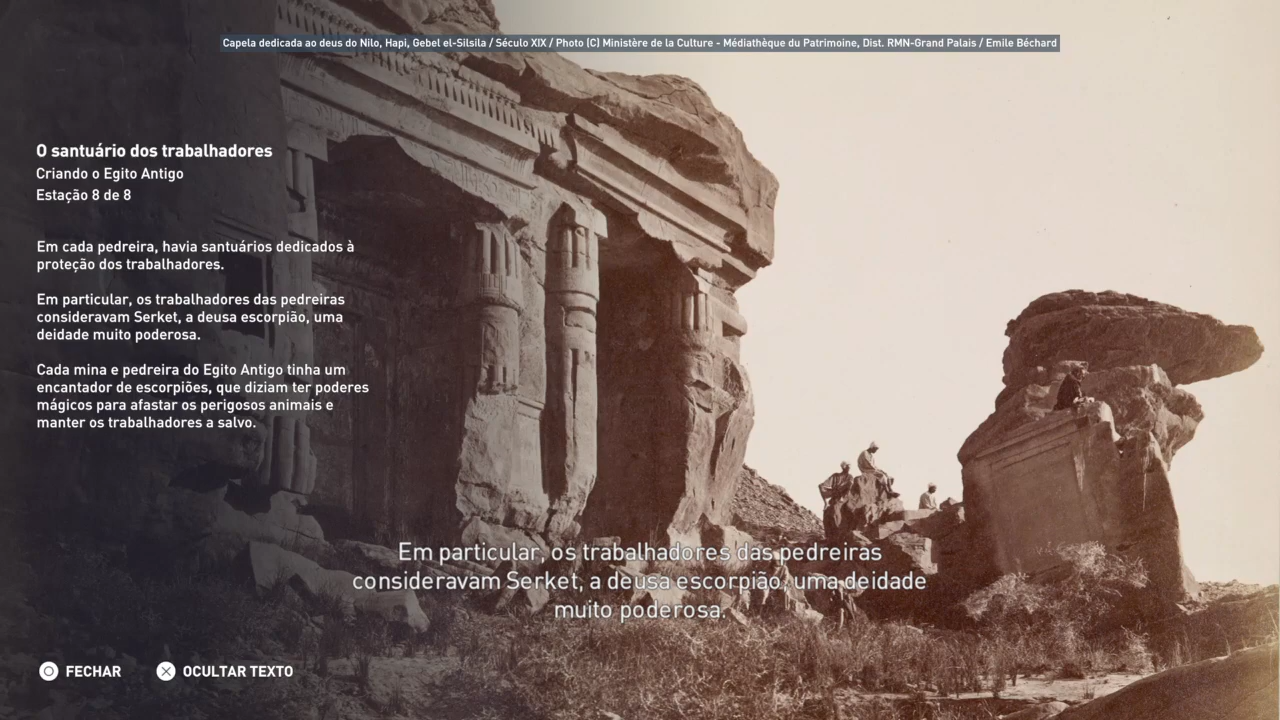 Capela dedicada ao deus do Nilo, Hapi, Gebel el-Silsila / Século XIX / Photo (C) Ministère de la Culture - Médiathèque du Patrimoine, Dist. RMN-Grand Palais / Emile Béchard
O santuário dos trabalhadores
Criando o Egito Antigo
Estação 8 de 8
Em cada pedreira, havia santuários dedicados à
proteção dos trabalhadores.
Em particular, os trabalhadores das pedreiras
consideravam Serket, a deusa escorpião, uma
deidade muito poderosa.
Cada mina e pedreira do Egito Antigo tinha um
encantador de escorpiões, que diziam ter poderes
mágicos para afastar os perigosos animais e
manter os trabalhadores a salvo.
Em particular, os trabalhadores das pedreiras
consideravam Serket, a deusa escorpião, uma deidade
muito poderosa.
FECHAR
OCULTAR TEXTO